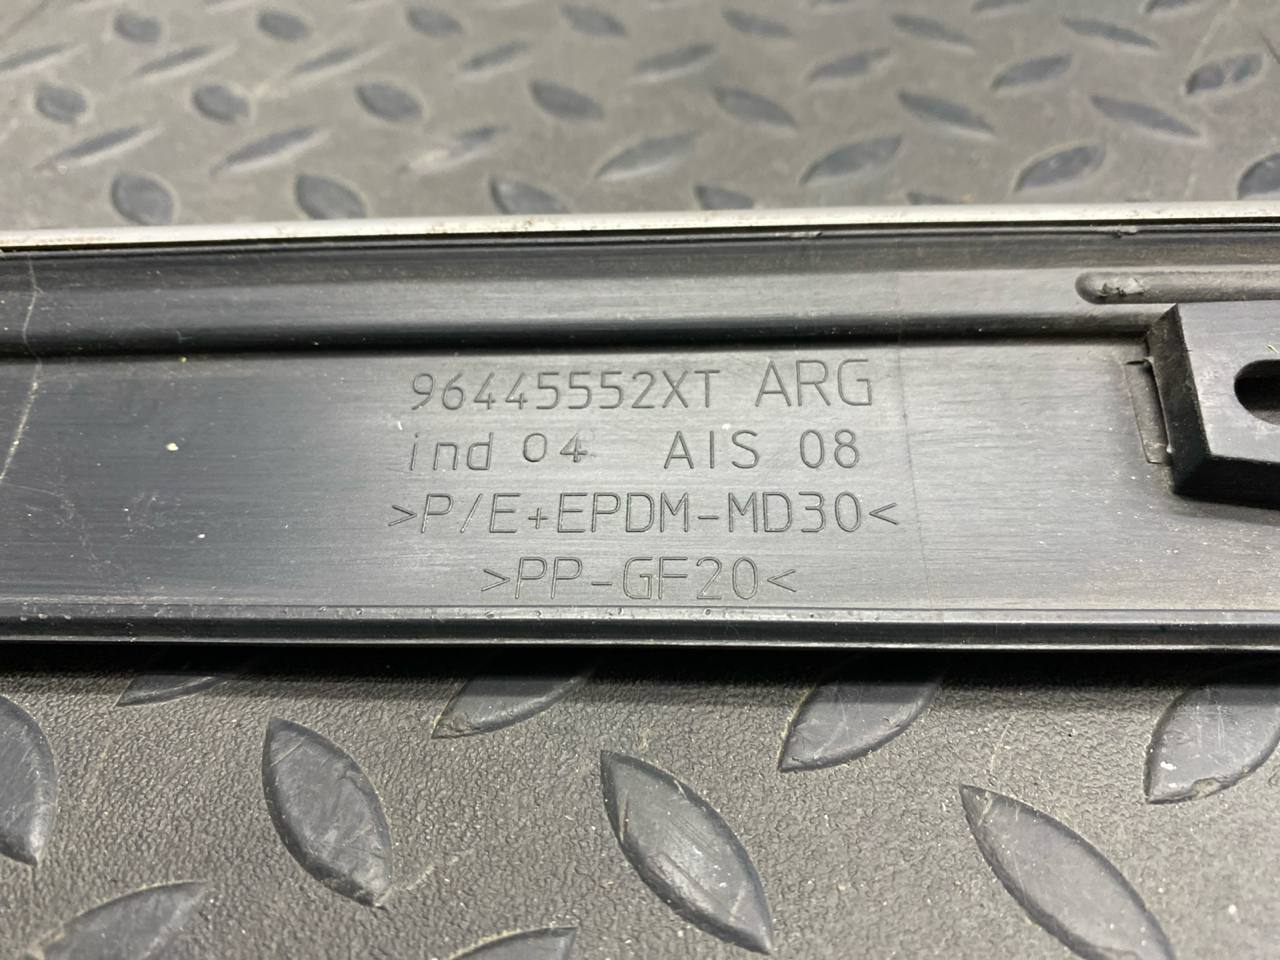 96445552XT ARG
ind 04 AIS 08
>P/E+EPDM-MD30<
>PP-GF20<